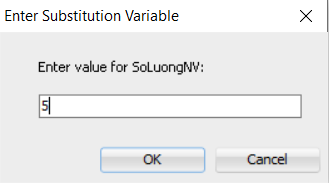 Enter Substitution Variable
Enter value for SoLuongNV:
5
OK Cancel